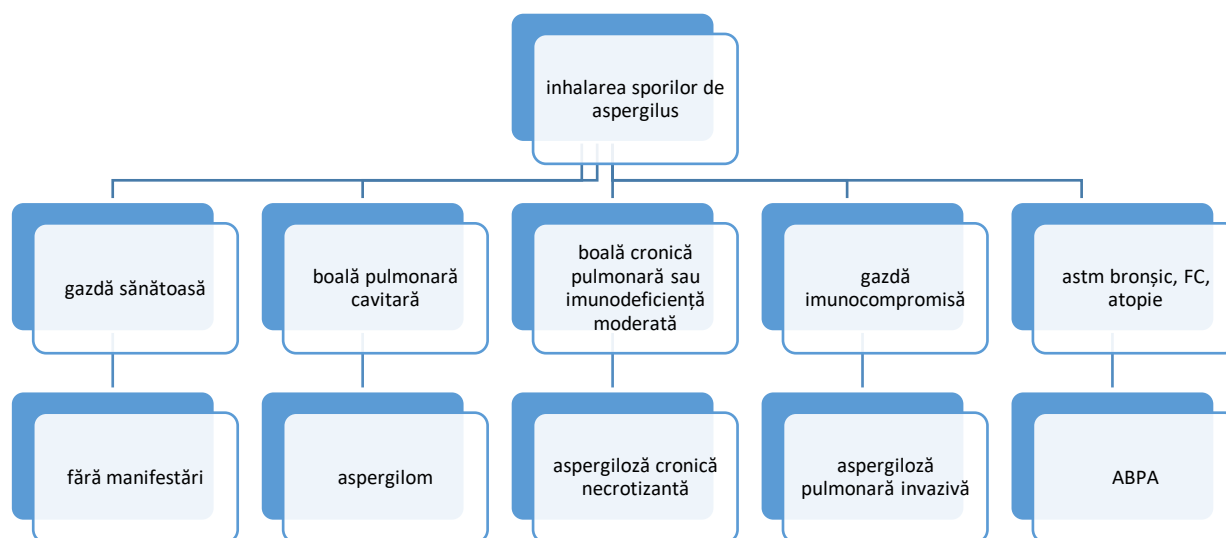 inhalarea sporilor de
aspergilus
gazdă sănătoasă
boală pulmonară
cavitară
boală cronică
pulmonară sau
imunodeficiență
moderată
gazdă
imunocompromisă
astm bronșic, FC,
atopie
fără manifestări
aspergilom
aspergiloză cronică
necrotizantă
aspergiloză
pulmonară invazivă
ABPA